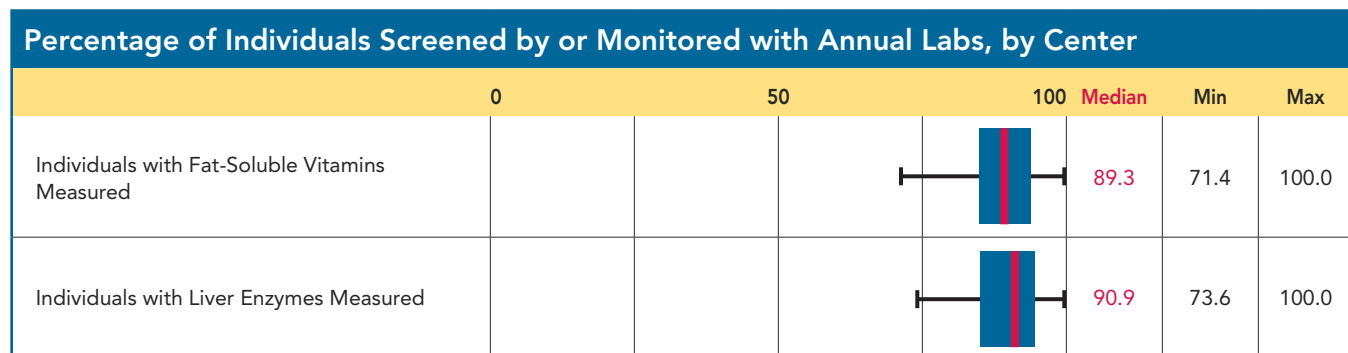 Percentage of Individuals Screened by or Monitored with Annual Labs, by Center
0 50 100 Median Min Max
Individuals with Fat-Soluble Vitamins
Measured
89.3 71.4 100.0
Individuals with Liver Enzymes Measured 90.9 73.6 100.0